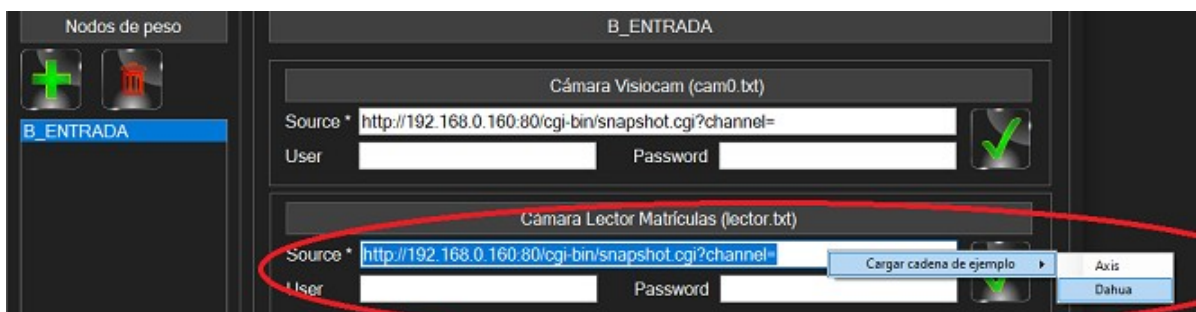 Nodos de peso
B_ENTRADA
B_ENTRADA
Cámara Visiocam (cam0.txt)
Source * http://192.168.0.160:80/cgi-bin/snapshot.cgi?channel=
User Password
Cámara Lector Matrículas (lector.txt)
Source * http://192.168.0.160:80/cgi-bin/snapshot.cgi?channel=
Cargar cadena de ejemplo
Axis
User Password
Dahua